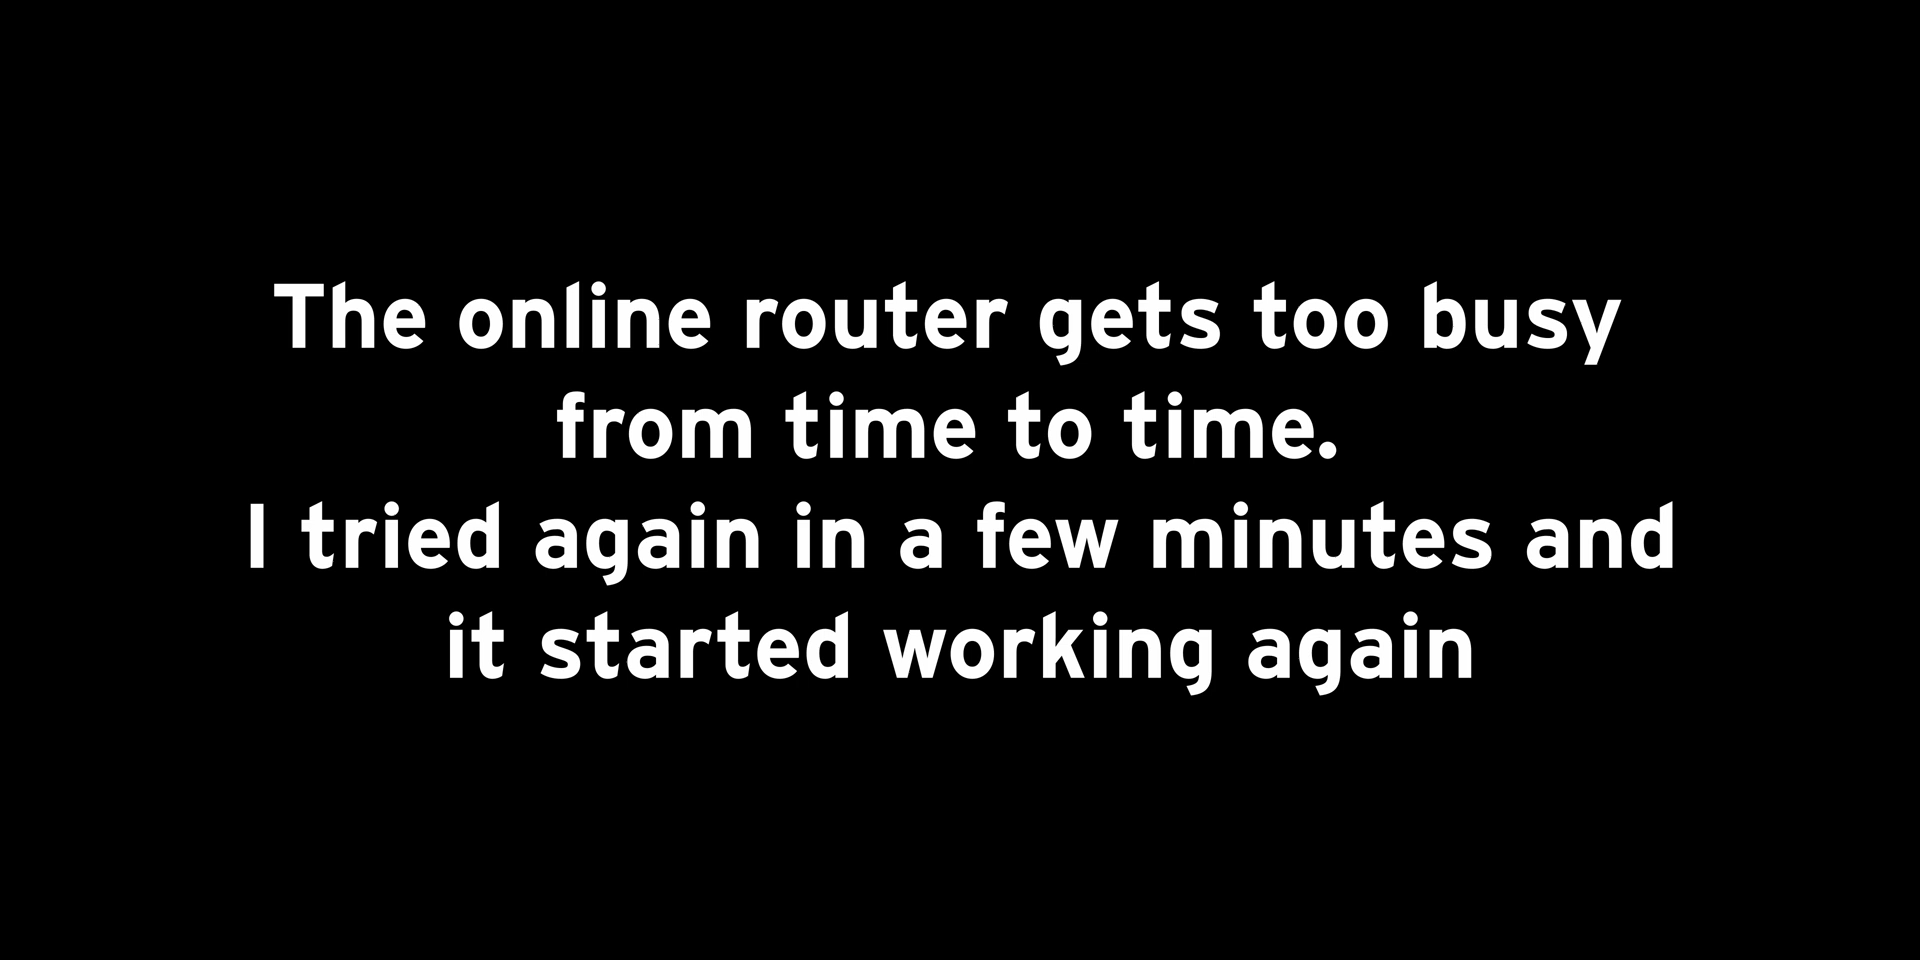 The online router gets too busy
from time to time.
I tried again in a few minutes and
it started working again